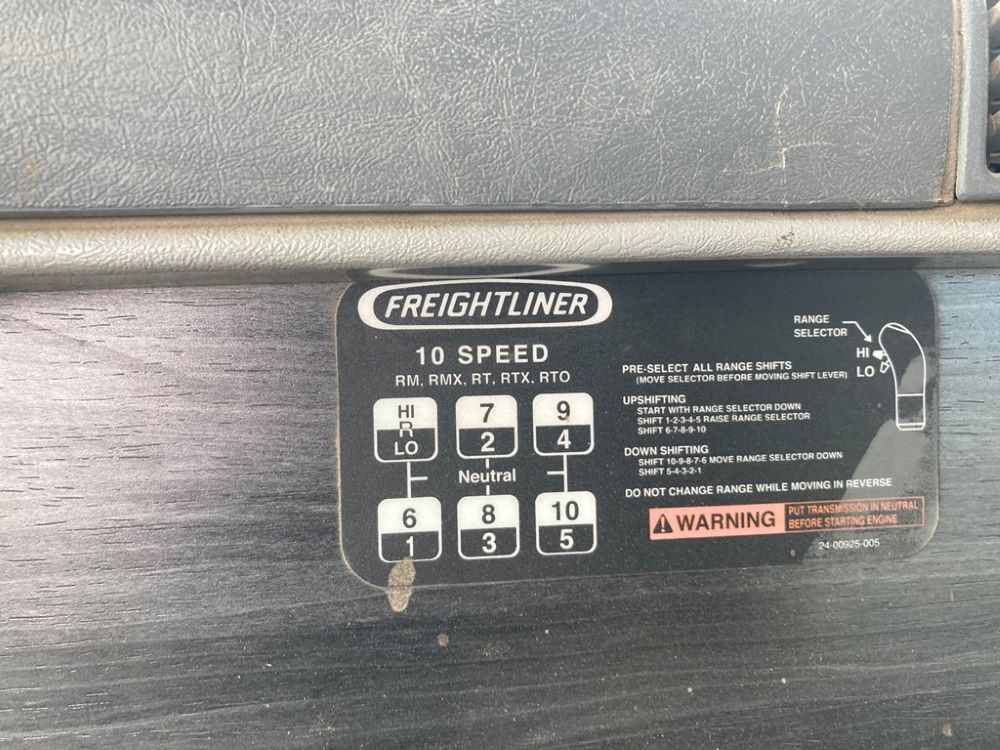 FREIGHTLINER
10 SPEED
RM, RMX, RT, RTX, RTO
HI
R
LO
7
2
9
4
Neutral
6
1
8
3
10
5
RANGE
SELECTOR
HI
LO
PRE-SELECT ALL RANGE SHIFTS
(MOVE SELECTOR BEFORE MOVING SHIFT LEVER)
UPSHIFTING
START WITH RANGE SELECTOR DOWN
SHIFT 1-2-3-4-5 RAISE RANGE SELECTOR
SHIFT 6-7-8-9-10
DOWN SHIFTING
SHIFT 10-9-8-7-6 MOVE RANGE SELECTOR DOWN
SHIFT 5-4-3-2-1
DO NOT CHANGE RANGE WHILE MOVING IN REVERSE
WARNING
PUT TRANSMISSION IN NEUTRAL
BEFORE STARTING ENGINE
24-00925-005